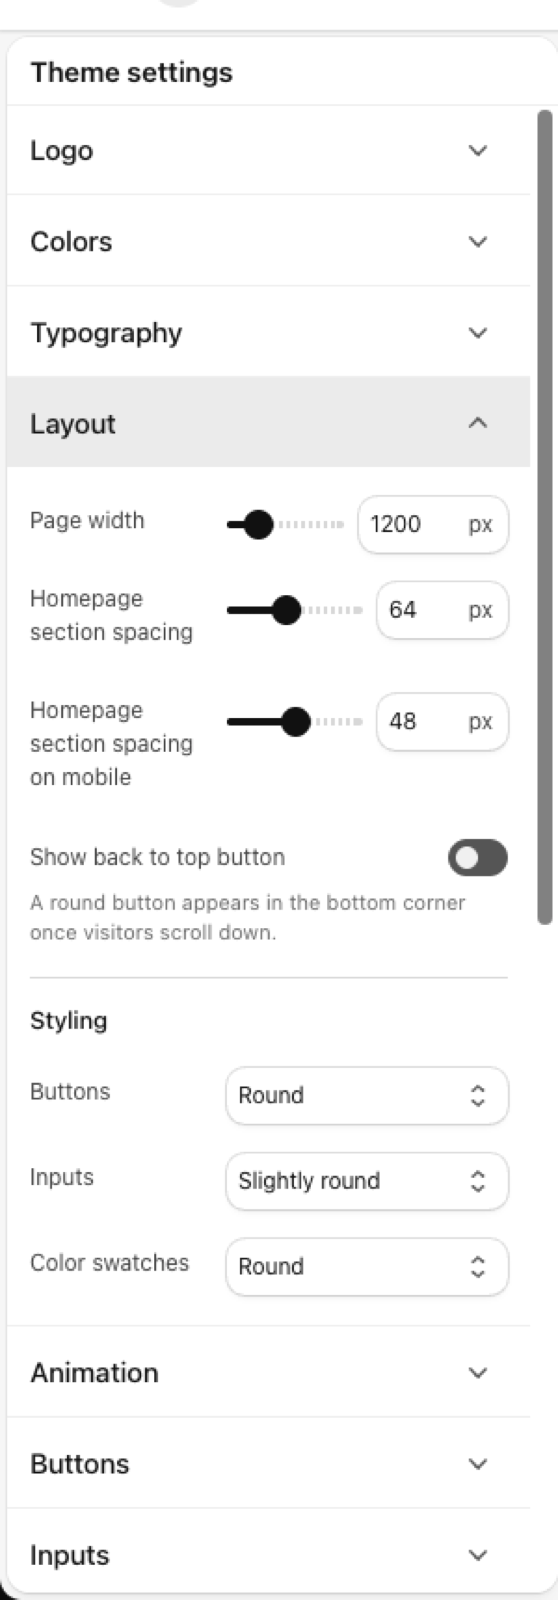 Theme settings
Logo
Colors
Typography
Layout
Page width
1200 px
Homepage
section spacing
64 px
Homepage
section spacing
on mobile
48 px
Show back to top button
A round button appears in the bottom corner
once visitors scroll down.
Styling
Buttons
Round
Inputs
Slightly round
Color swatches
Round
Animation
Buttons
Inputs